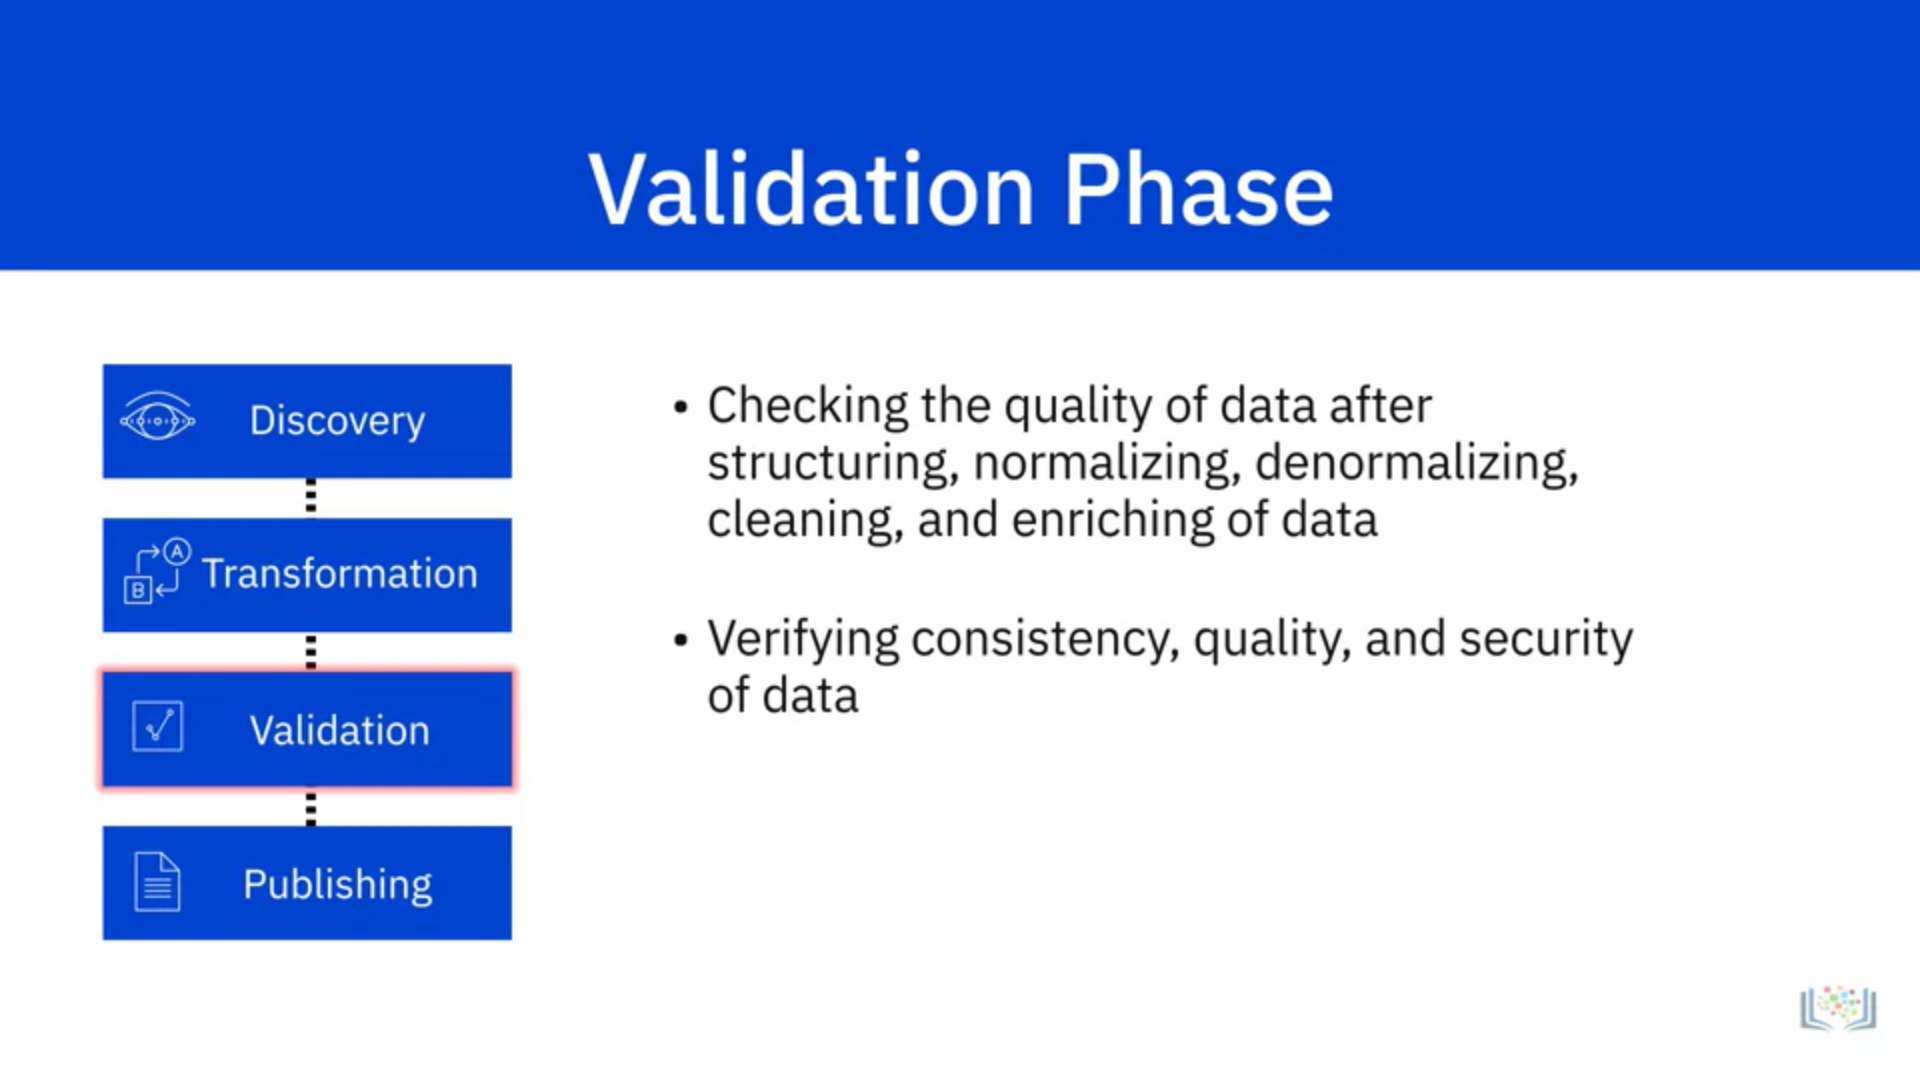 Validation Phase
Discovery
A
B
Transformation
Validation
Publishing
• Checking the quality of data after
structuring, normalizing, denormalizing,
cleaning, and enriching of data
• Verifying consistency, quality, and security
of data